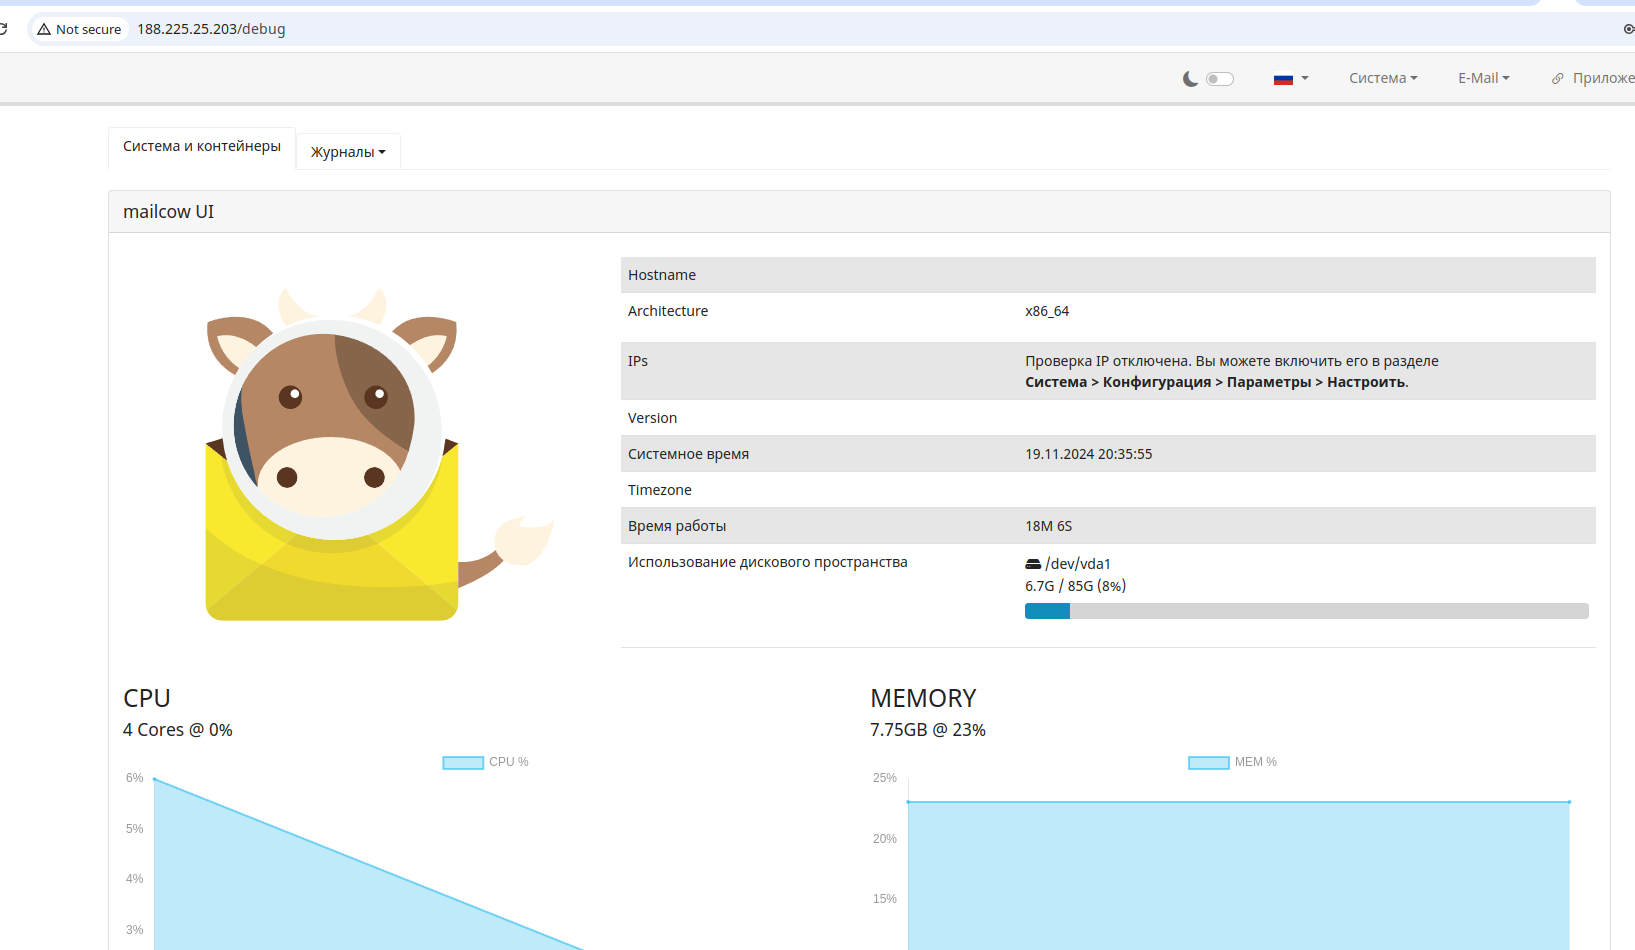 Not secure 188.225.25.203/debug
Система E-Mail Приложе
Система и контейнеры Журналы
mailcow UI
Hostname
Architecture x86_64
IPs Проверка IP отключена. Вы можете включить его в разделе
Система > Конфигурация > Параметры > Настроить.
Version
Системное время 19.11.2024 20:35:55
Timezone
Время работы 18M 6S
Использование дискового пространства /dev/vda1
6.7G / 85G (8%)
CPU
4 Cores @ 0%
CPU %
6%
5%
4%
3%
MEMORY
7.75GB @ 23%
MEM %
25%
20%
15%